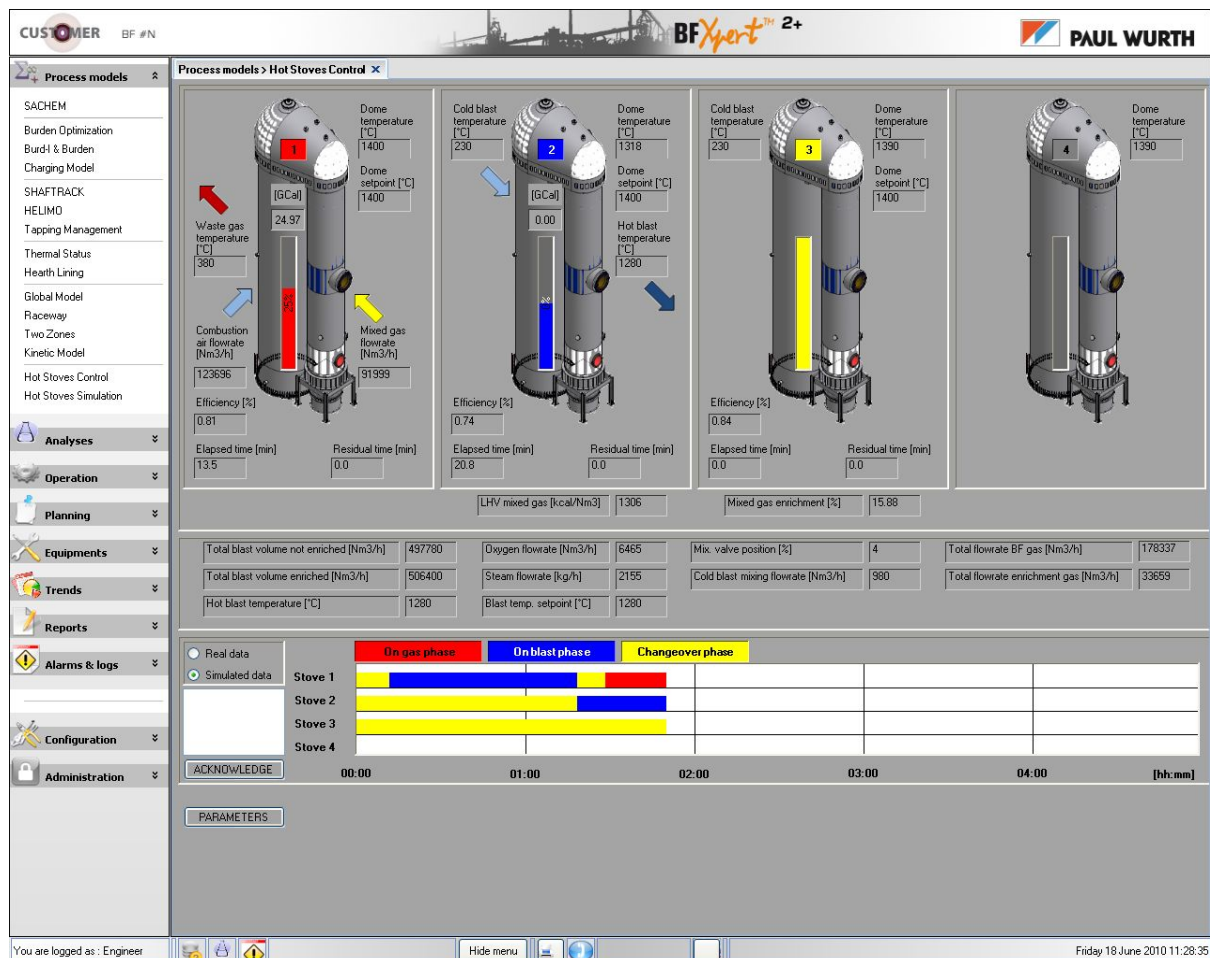 CUSTOMER BF #N
BFXpert™ 2+
PAUL WURTH
Process models
SACHEM
Burden Optimization
Burd-I & Burden
Charging Model
SHAFTRACK
HELIMO
Tapping Management
Thermal Status
Hearth Lining
Global Model
Raceway
Two Zones
Kinetic Model
Hot Stoves Control
Hot Stoves Simulation
Analyses
Operation
Planning
Equipments
Trends
Reports
Alarms & logs
Configuration
Administration
Process models > Hot Stoves Control X
1
Dome
temperature
[°C]
1400
Dome
setpoint [°C]
1400
[GCal]
24.97
Waste gas
temperature
[°C]
380
25%
Combustion
air flowrate
[Nm3/h]
123696
Mixed gas
flowrate
[Nm3/h]
91999
Efficiency [%]
0.81
Elapsed time [min]
13.5
Residual time [min]
0.0
Cold blast
temperature
[°C]
230
2
Dome
temperature
[°C]
1318
Dome
setpoint [°C]
1400
[GCal]
0.00
Hot blast
temperature
[°C]
1280
Efficiency [%]
0.74
Elapsed time [min]
20.8
Residual time [min]
0.0
Cold blast
temperature
[°C]
230
3
Dome
temperature
[°C]
1390
Dome
setpoint [°C]
1400
Efficiency [%]
0.84
Elapsed time [min]
0.0
Residual time [min]
0.0
4
Dome
temperature
[°C]
1390
LHV mixed gas [kcal/Nm3] 1306
Mixed gas enrichment [%] 15.88
Total blast volume not enriched [Nm3/h] 497780
Oxygen flowrate [Nm3/h] 6465
Mix. valve position [%] 4
Total flowrate BF gas [Nm3/h] 178337
Total blast volume enriched [Nm3/h] 506400
Steam flowrate [kg/h] 2155
Cold blast mixing flowrate [Nm3/h] 980
Total flowrate enrichment gas [Nm3/h] 33659
Hot blast temperature [°C] 1280
Blast temp. setpoint [°C] 1280
Real data
Simulated data
On gas phase
On blast phase
Changeover phase
Stove 1
Stove 2
Stove 3
Stove 4
ACKNOWLEDGE
00:00 01:00 02:00 03:00 04:00 [hh:mm]
PARAMETERS
You are logged as : Engineer
Hide menu
Friday 18 June 2010 11:28:35